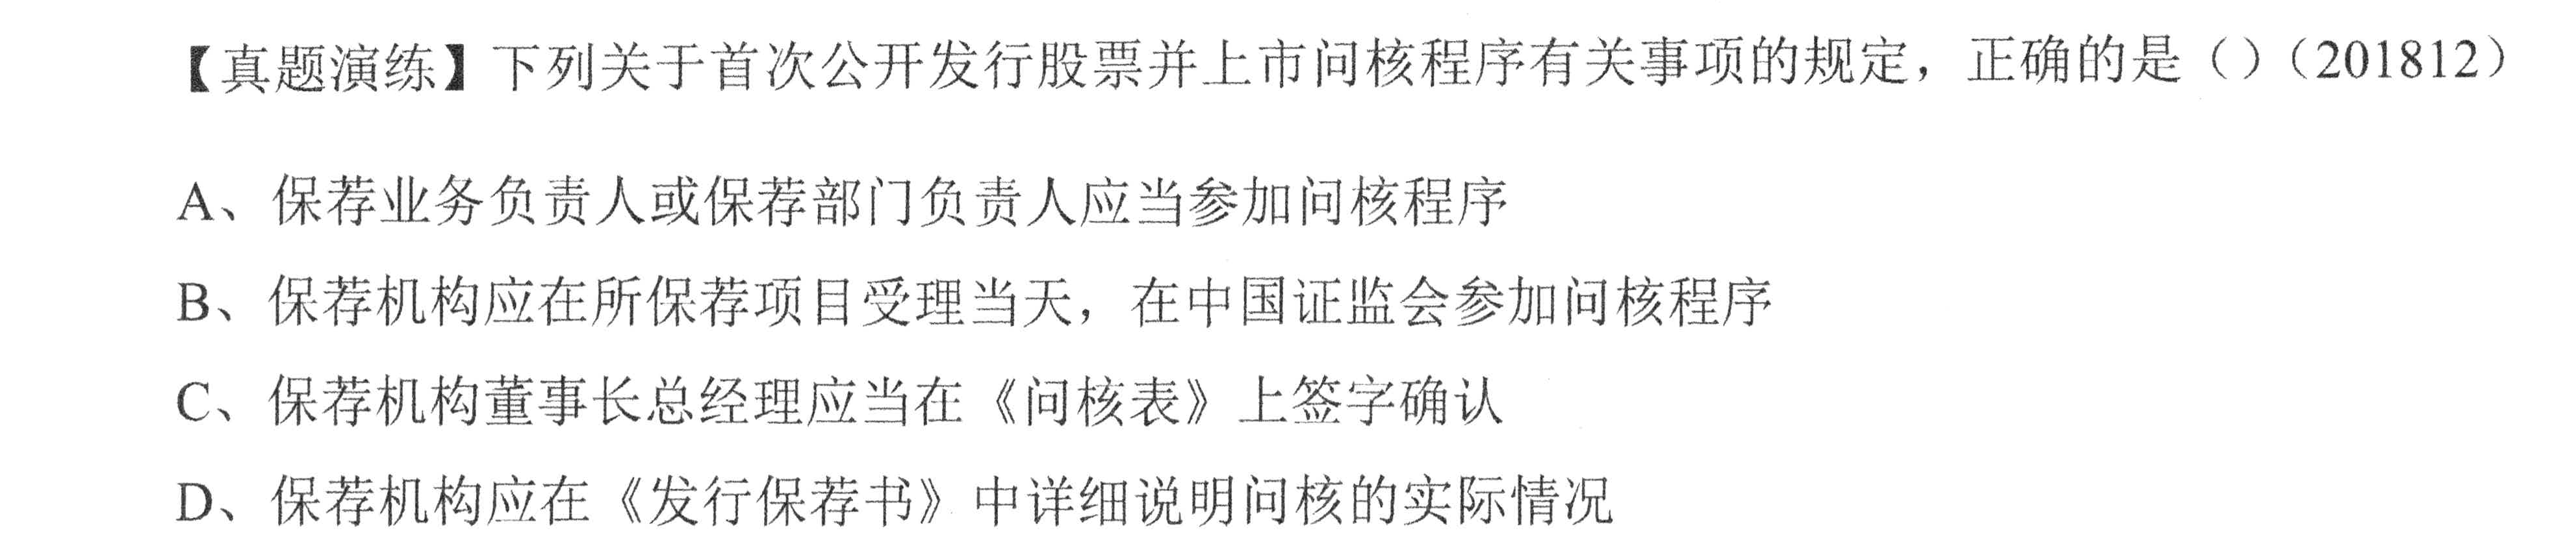 【真题演练】下列关于首次公开发行股票并上市问核程序有关事项的规定，正确的是（）（201812）
A、保荐业务负责人或保荐部门负责人应当参加问核程序
B、保荐机构应在所保荐项目受理当天，在中国证监会参加问核程序
C、保荐机构董事长总经理应当在《问核表》上签字确认
D、保荐机构应在《发行保荐书》中详细说明问核的实际情况